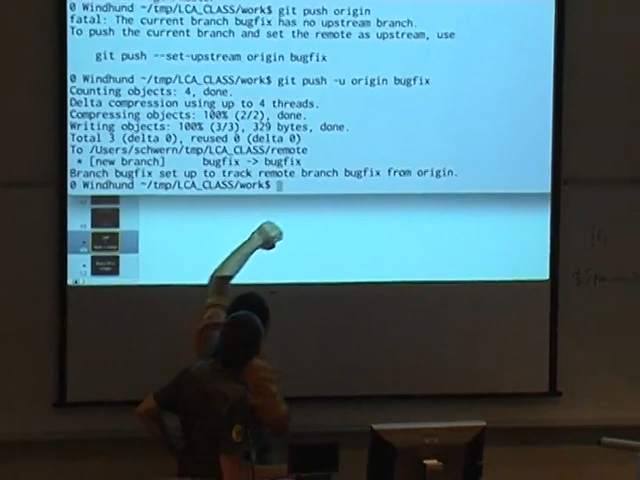 0 Windhund ~/tmp/LCA_CLASS/work$ git push origin
fatal: The current branch bugfix has no upstream branch.
To push the current branch and set the remote as upstream, use
git push --set-upstream origin bugfix
0 Windhund ~/tmp/LCA_CLASS/work$ git push -u origin bugfix
Counting objects: 4, done.
Delta compression using up to 4 threads.
Compressing objects: 100% (2/2), done.
Writing objects: 100% (3/3), 329 bytes, done.
Total 3 (delta 0), reused 0 (delta 0)
To /Users/schwern/tmp/LCA_CLASS/remote
* [new branch] bugfix -> bugfix
Branch bugfix set up to track remote branch bugfix from origin.
0 Windhund ~/tmp/LCA_CLASS/work$